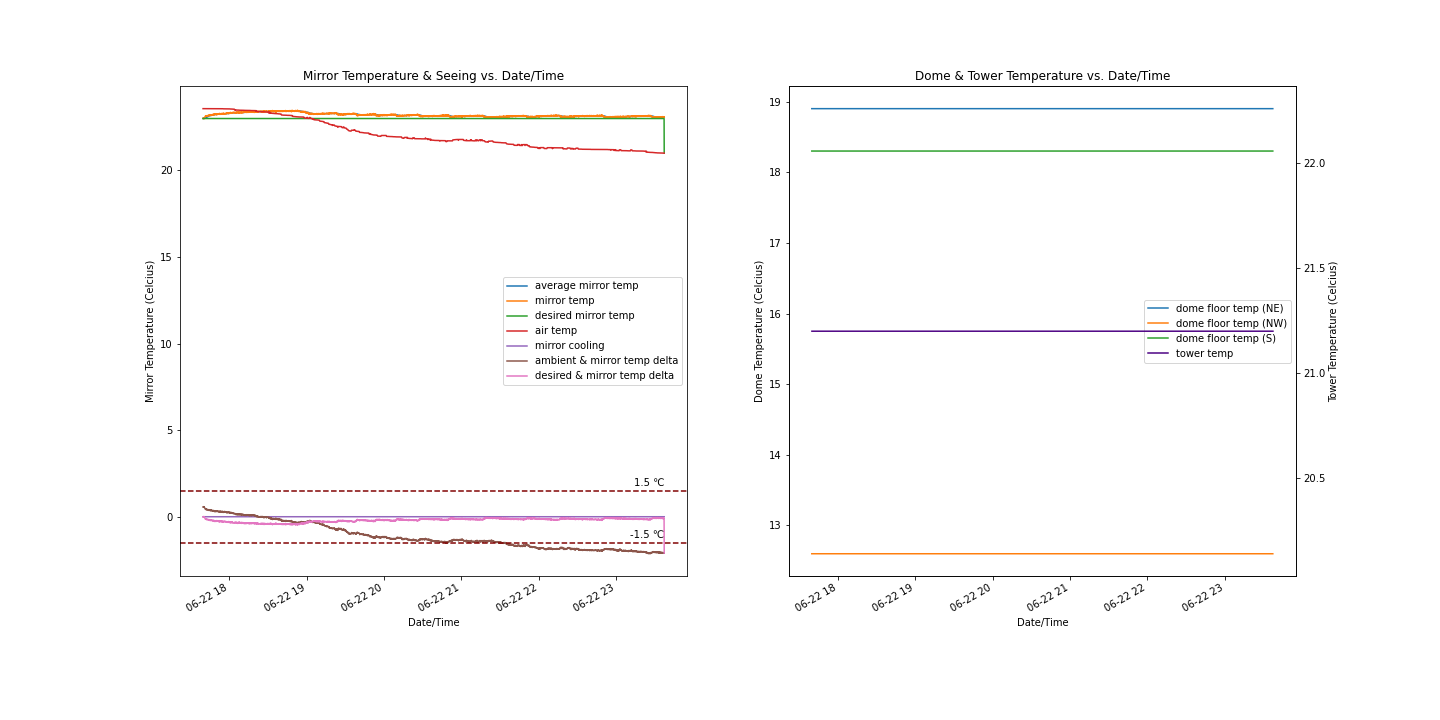 Mirror Temperature & Seeing vs. Date/Time
Mirror Temperature (Celcius)
20
15
10
5
0
average mirror temp
mirror temp
desired mirror temp
air temp
mirror cooling
ambient & mirror temp delta
desired & mirror temp delta
1.5 ℃
-1.5 ℃
06-22 18
06-22 19
06-22 20
06-22 21
06-22 22
06-22 23
Date/Time
Dome & Tower Temperature vs. Date/Time
Dome Temperature (Celcius)
19
18
17
16
15
14
13
dome floor temp (NE)
dome floor temp (NW)
dome floor temp (S)
tower temp
22.0
21.5
21.0
20.5
Tower Temperature (Celcius)
06-22 18
06-22 19
06-22 20
06-22 21
06-22 22
06-22 23
Date/Time